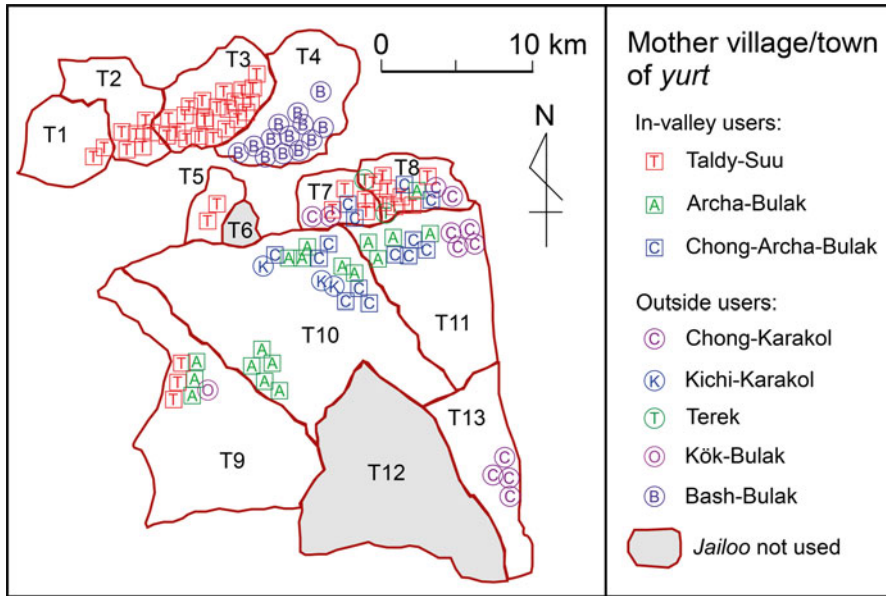 0 10 km
N
T1
T2
T3
T4
T5
T6
T7
T8
T9
T10
T11
T12
T13
Mother village/town
of yurt
In-valley users:
T Taldy-Suu
A Archa-Bulak
C Chong-Archa-Bulak
Outside users:
C Chong-Karakol
K Kichi-Karakol
T Terek
O Kök-Bulak
B Bash-Bulak
Jailoo not used